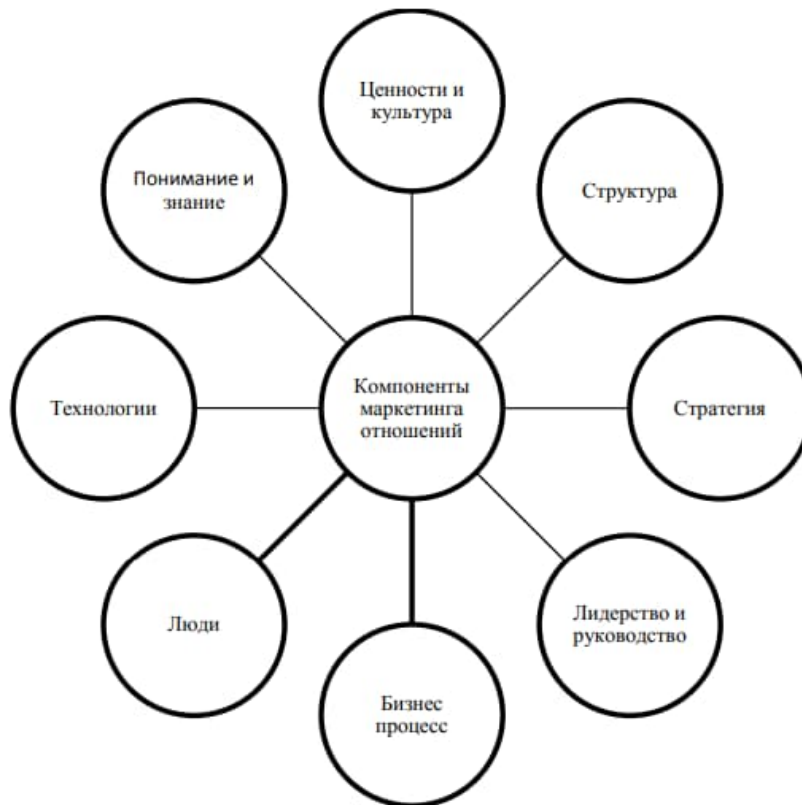 Ценности и
культура
Понимание и
знание
Структура
Технологии
Компоненты
маркетинга
отношений
Стратегия
Люди
Лидерство и
руководство
Бизнес
процесс